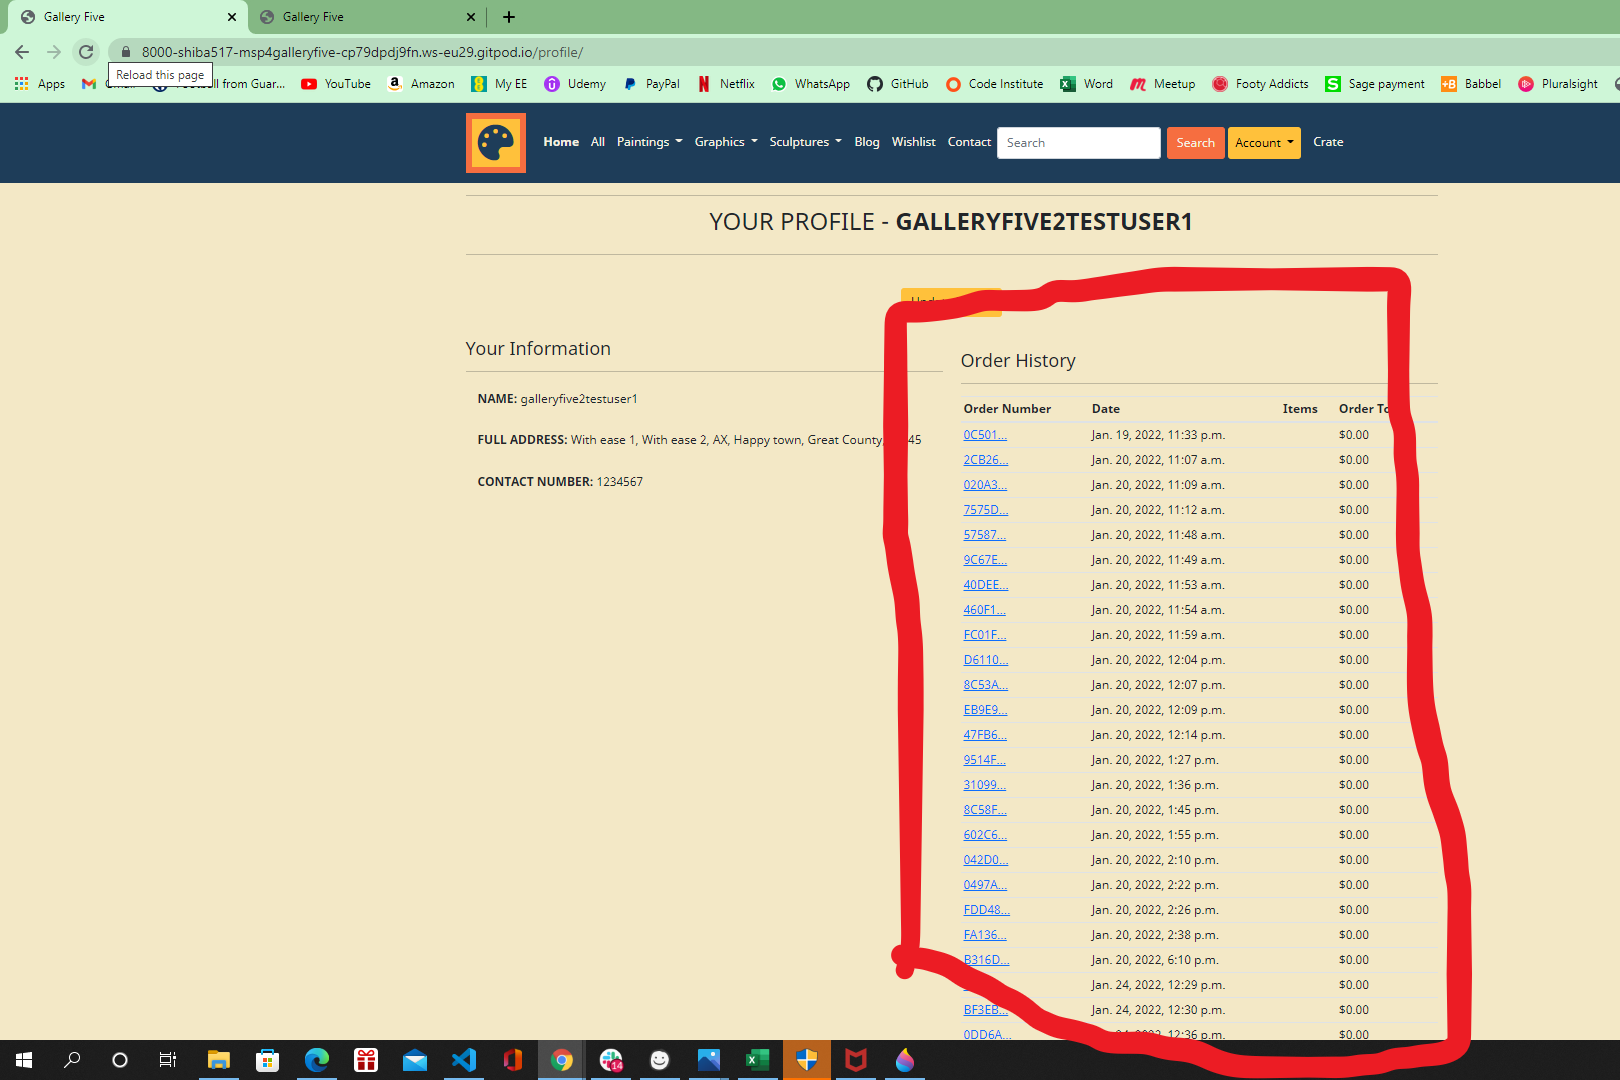 Gallery Five
Gallery Five
8000-shiba517-msp4galleryfive-cp79dpdj9fn.ws-eu29.gitpod.io/profile/
Reload this page
Apps from Guar... YouTube Amazon My EE Udemy PayPal Netflix WhatsApp GitHub Code Institute Word Meetup Footy Addicts Sage payment Babbel Pluralsight
Home All Paintings Graphics Sculptures Blog Wishlist Contact Search Search Account Crate
YOUR PROFILE - GALLERYFIVE2TESTUSER1
Your Information
NAME: galleryfive2testuser1
FULL ADDRESS: With ease 1, With ease 2, AX, Happy town, Great County, 45
CONTACT NUMBER: 1234567
Order History
Order Number Date Items Order
0C501... Jan. 19, 2022, 11:33 p.m. $0.00
2CB26... Jan. 20, 2022, 11:07 a.m. $0.00
020A3... Jan. 20, 2022, 11:09 a.m. $0.00
7575D... Jan. 20, 2022, 11:12 a.m. $0.00
57587... Jan. 20, 2022, 11:48 a.m. $0.00
9C67E... Jan. 20, 2022, 11:49 a.m. $0.00
40DEE... Jan. 20, 2022, 11:53 a.m. $0.00
460F1... Jan. 20, 2022, 11:54 a.m. $0.00
FC01F... Jan. 20, 2022, 11:59 a.m. $0.00
D6110... Jan. 20, 2022, 12:04 p.m. $0.00
8C53A... Jan. 20, 2022, 12:07 p.m. $0.00
EB9E9... Jan. 20, 2022, 12:09 p.m. $0.00
47FB6... Jan. 20, 2022, 12:14 p.m. $0.00
9514F... Jan. 20, 2022, 1:27 p.m. $0.00
31099... Jan. 20, 2022, 1:36 p.m. $0.00
8C58F... Jan. 20, 2022, 1:45 p.m. $0.00
602C6... Jan. 20, 2022, 1:55 p.m. $0.00
042D0... Jan. 20, 2022, 2:10 p.m. $0.00
0497A... Jan. 20, 2022, 2:22 p.m. $0.00
FDD48... Jan. 20, 2022, 2:26 p.m. $0.00
FA136... Jan. 20, 2022, 2:38 p.m. $0.00
B316D... Jan. 20, 2022, 6:10 p.m. $0.00
Jan. 24, 2022, 12:29 p.m. $0.00
BF3EB... Jan. 24, 2022, 12:30 p.m. $0.00
0DD6A... 2022, 12:36 p.m. $0.00
14